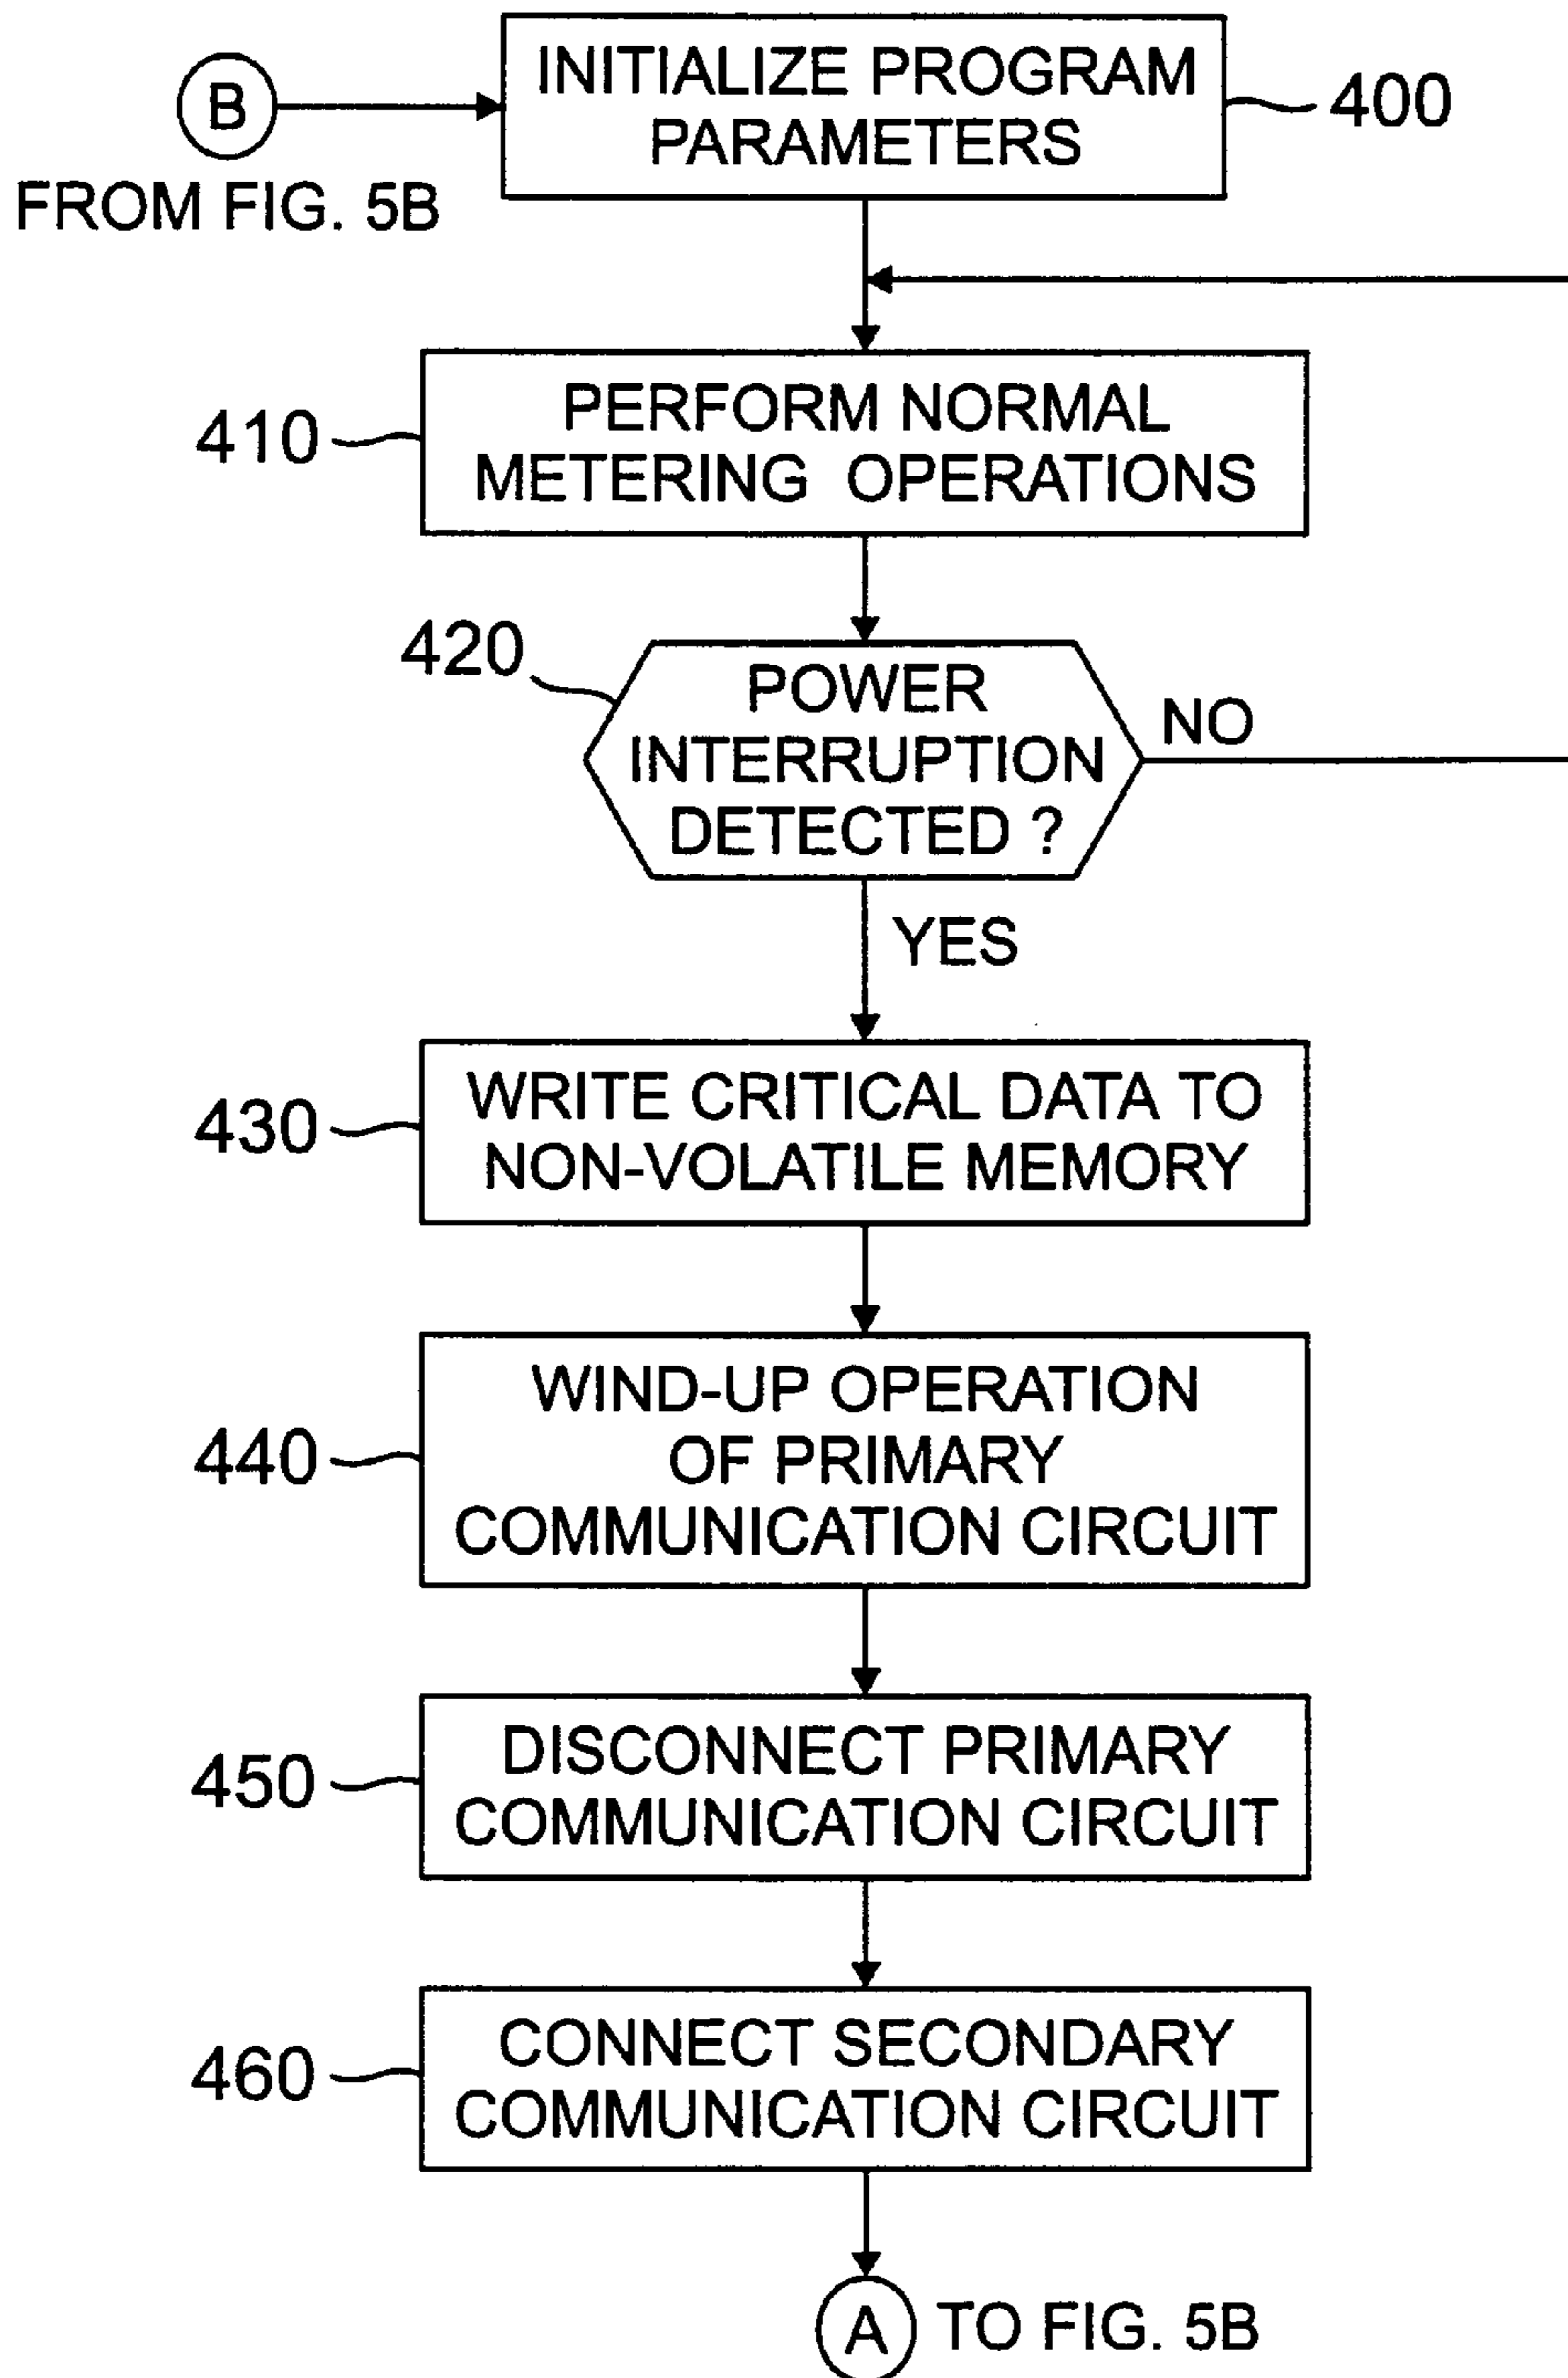 INITIALIZE PROGRAM
PARAMETERS
400
B
FROM FIG. 5B
410
PERFORM NORMAL
METERING OPERATIONS
420
POWER
INTERRUPTION
DETECTED ?
NO
YES
430
WRITE CRITICAL DATA TO
NON-VOLATILE MEMORY
440
WIND-UP OPERATION
OF PRIMARY
COMMUNICATION CIRCUIT
450
DISCONNECT PRIMARY
COMMUNICATION CIRCUIT
460
CONNECT SECONDARY
COMMUNICATION CIRCUIT
A TO FIG. 5B